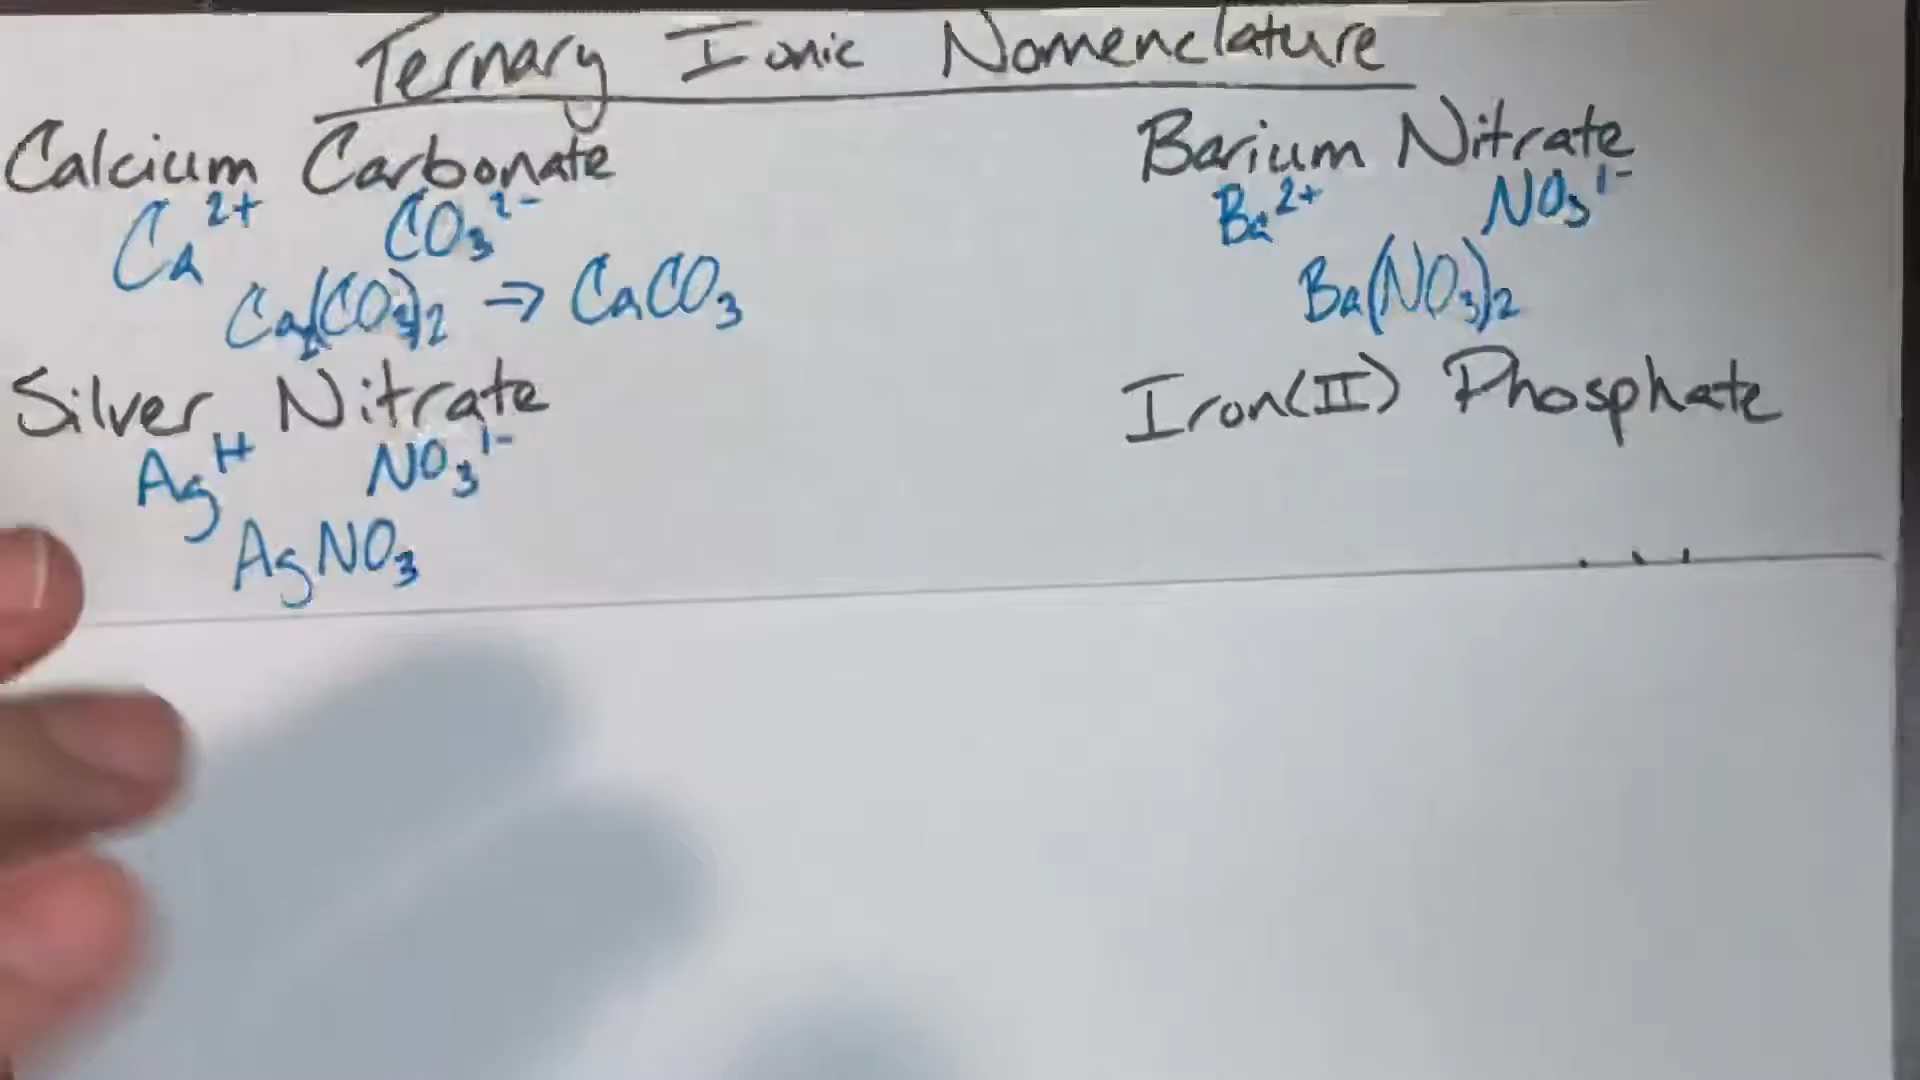 Ternary Ionic Nomenclature
Calcium Carbonate
Ca²⁺ CO₃²⁻
Ca₂(CO₃)₂ → CaCO₃
Silver Nitrate
Ag¹⁺ NO₃¹⁻
AgNO₃
Barium Nitrate
Ba²⁺ NO₃¹⁻
Ba(NO₃)₂
Iron(II) Phosphate